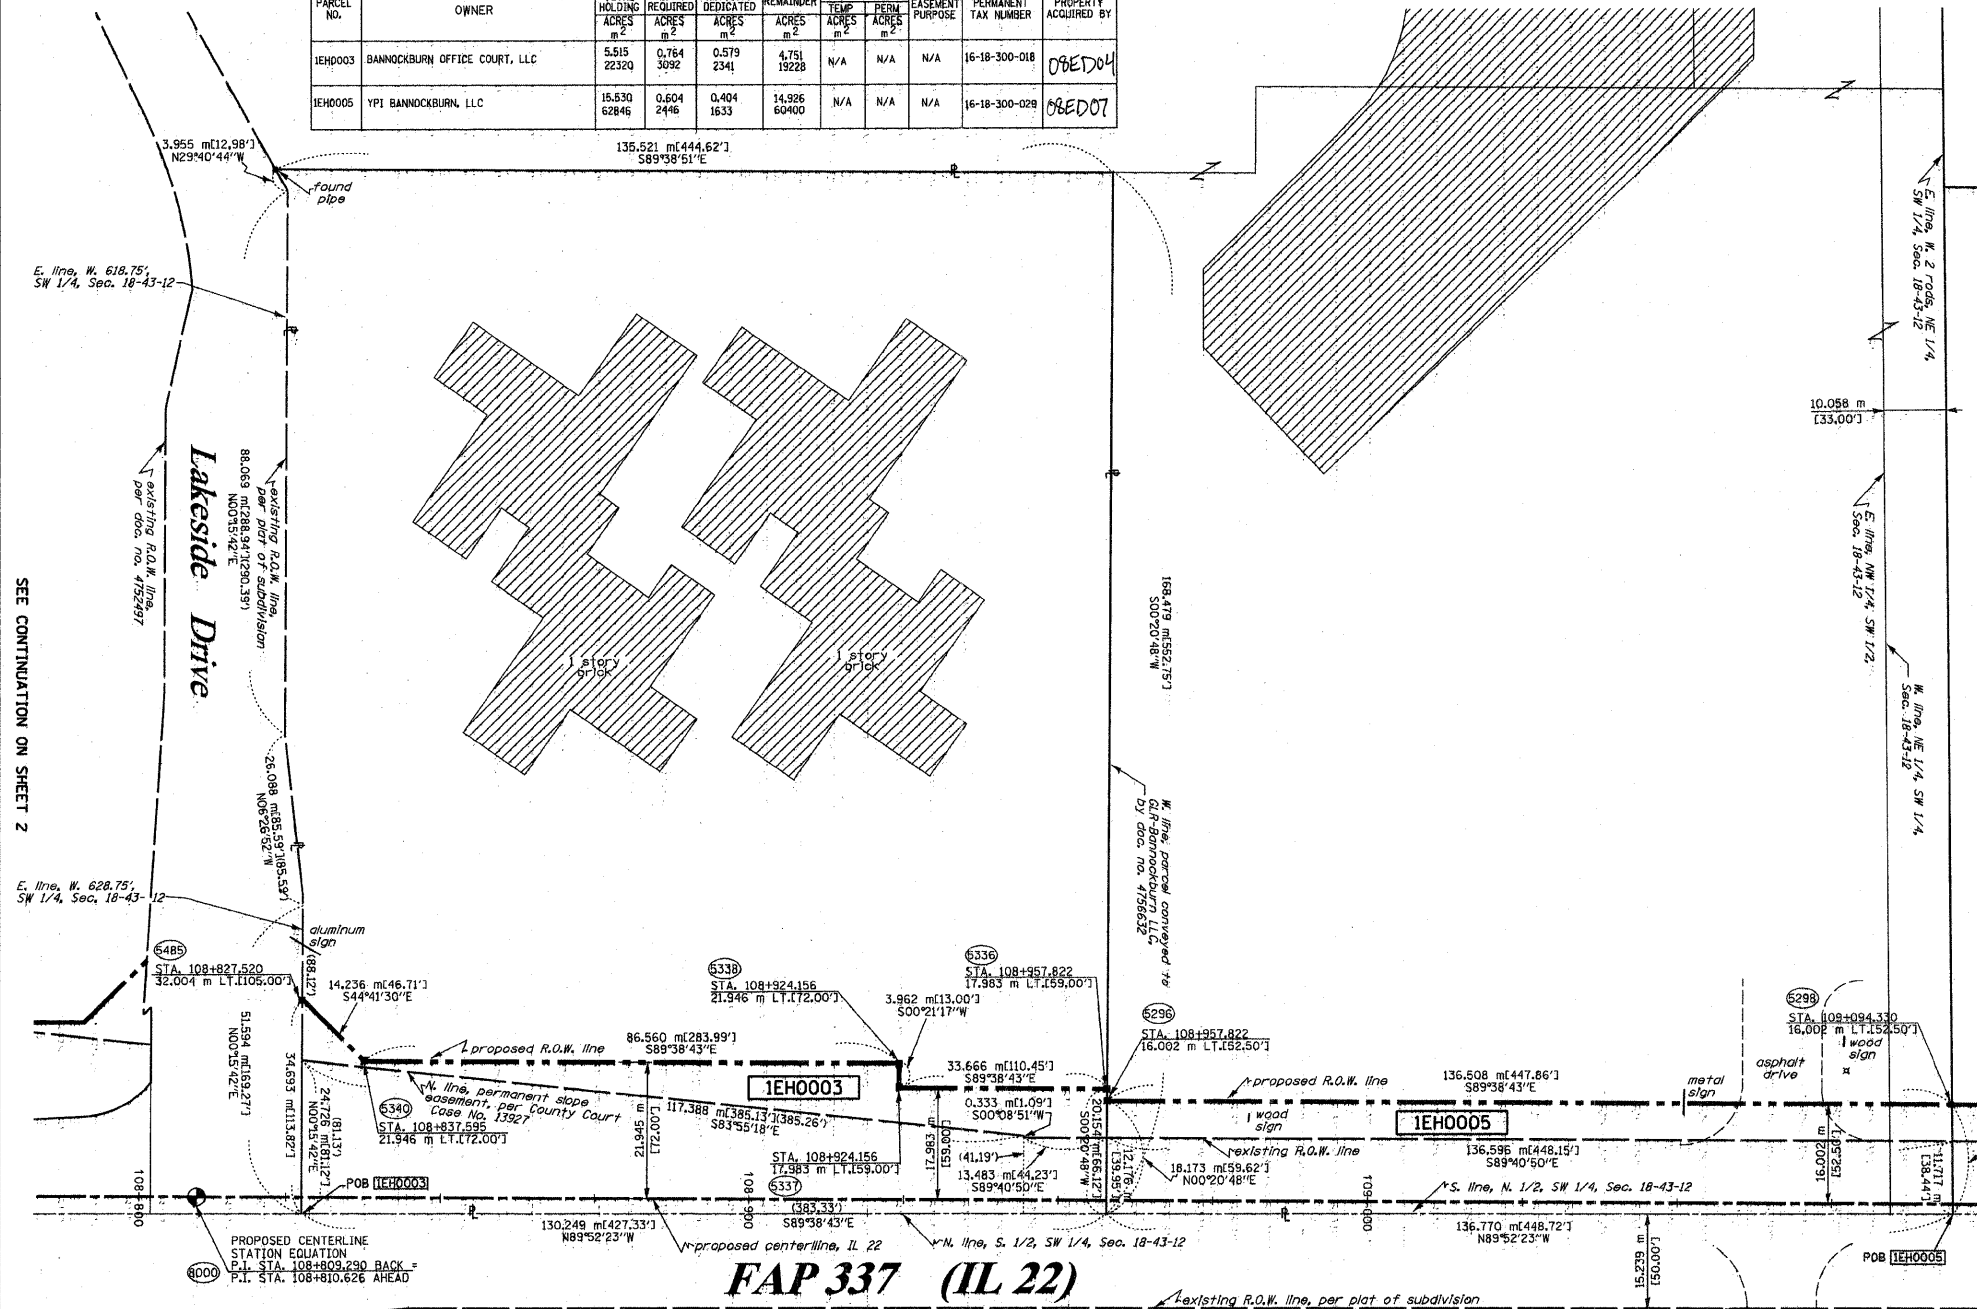 PARCEL NO.
OWNER
HOLDING ACRES m²
REQUIRED ACRES m²
DEDICATED ACRES m²
REMAINDER ACRES m²
TEMP ACRES m²
PERM ACRES m²
EASEMENT PURPOSE
PERMANENT TAX NUMBER
PROPERTY ACQUIRED BY
1EH0003 BANNOCKBURN OFFICE COURT, LLC 5.515 0.764 0.579 4.751 N/A N/A N/A 16-18-300-018 08ED04
22320 3092 2341 19228
1EH0005 YPI BANNOCKBURN, LLC 15.530 0.604 0.404 14.926 N/A N/A N/A 16-18-300-029 08ED07
62846 2446 1633 60400
3.955 m[12.98']
N29°40'44"W
135.521 m[444.62']
S89°38'51"E
found
pipe
E. line, W. 618.75',
SW 1/4, Sec. 18-43-12
E. line, W. 2 rods, NE 1/4,
SW 1/4, Sec. 18-43-12
10.058 m
[33.00']
Lakeside Drive
existing R.O.W. line,
per doc. no. 4752497
existing R.O.W. line,
per plat of subdivision
88.069 m[288.94'](290.39')
N00°15'42"E
E. line, NW 1/4, SW 1/2,
Sec. 18-43-12
W. line, NE 1/4, SW 1/4,
Sec. 18-43-12
168.479 m[552.75']
S00°20'48"W
1 story
brick
1 story
brick
SEE CONTINUATION ON SHEET 2
26.088 m[85.59'](85.59')
N06°26'52"W
W. line, parcel conveyed to
GLR-Bannockburn LLC,
by doc. no. 4756632
E. line, W. 628.75',
SW 1/4, Sec. 18-43-12
aluminum
sign
(88.12')
5485
STA. 108+827.520
32.004 m LT.[105.00']
14.236 m[46.71']
S44°41'30"E
5338
STA. 108+924.156
21.946 m LT.[72.00']
5336
STA. 108+957.822
17.983 m LT.[59.00']
3.962 m[13.00']
S00°21'17"W
5296
STA. 108+957.822
16.002 m LT.[52.50']
5298
STA. 109+094.330
16.002 m LT.[52.50']
wood
sign
asphalt
drive
metal
sign
51.594 m[169.27']
N00°15'42"E
34.693 m[113.82']
(81.13')
24.726 m[81.12']
N00°15'42"E
proposed R.O.W. line
86.560 m[283.99']
S89°38'43"E
1EH0003
33.666 m[110.45']
S89°38'43"E
proposed R.O.W. line
136.508 m[447.86']
S89°38'43"E
N. line, permanent slope
easement, per County Court
Case No. 13927
117.388 m[385.13'](385.26')
S83°55'18"E
0.333 m[1.09']
S00°08'51"W
5340
STA. 108+837.595
21.946 m LT.[72.00']
21.945 m
[72.00']
17.983 m
[59.00']
20.154 m[66.12']
S00°20'48"W
12.176 m
[39.95']
wood
sign
1EH0005
existing R.O.W. line
136.596 m[448.15']
S89°40'50"E
16.002 m
[52.50']
11.717 m
[38.44']
STA. 108+924.156
17.983 m LT.[59.00']
5337
(41.19')
13.483 m[44.23']
S89°40'50"E
18.173 m[59.62']
N00°20'48"E
POB 1EH0003
S. line, N. 1/2, SW 1/4, Sec. 18-43-12
108+800
108+900
109+000
(383.33')
S89°38'43"E
130.249 m[427.33']
N89°52'23"W
136.770 m[448.72']
N89°52'23"W
proposed centerline, IL 22
N. line, S. 1/2, SW 1/4, Sec. 18-43-12
15.239 m
[50.00']
POB 1EH0005
PROPOSED CENTERLINE
STATION EQUATION
P.I. STA. 108+809.290 BACK =
8000 P.I. STA. 108+810.626 AHEAD
FAP 337 (IL 22)
existing R.O.W. line, per plat of subdivision